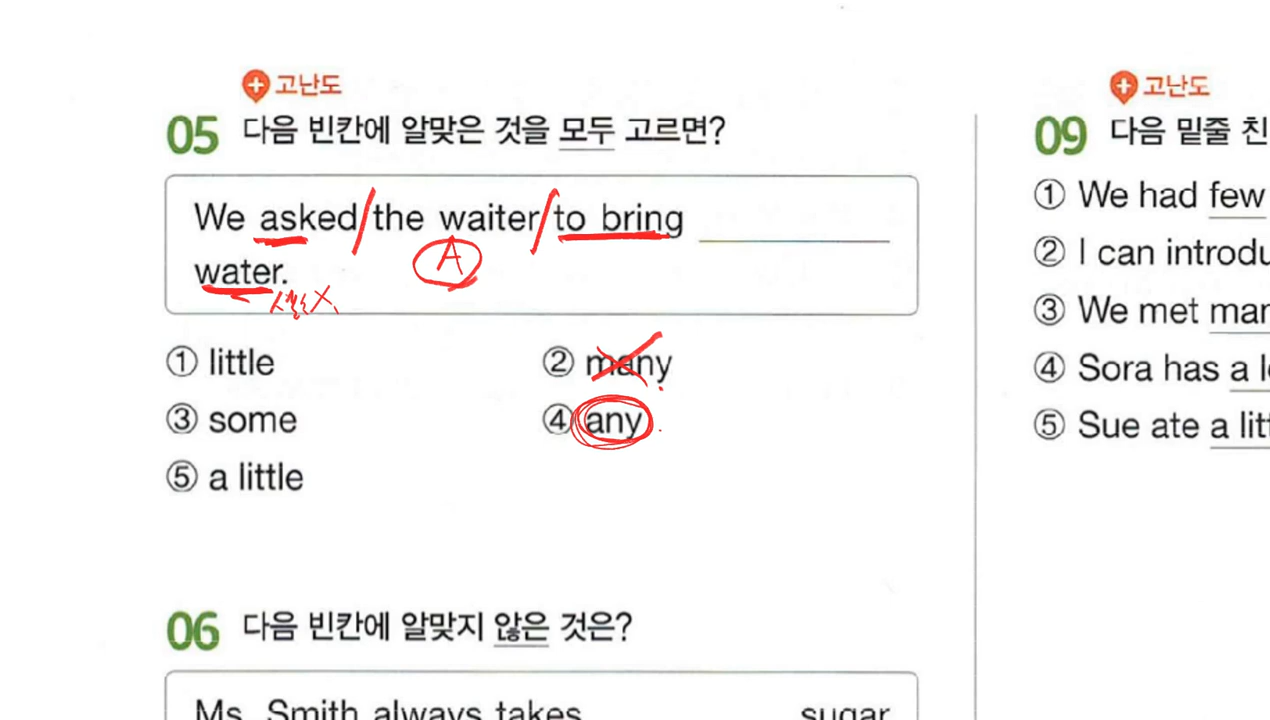 고난도
05 다음 빈칸에 알맞은 것을 모두 고르면?
We asked the waiter to bring ________
water.
A
셀 수 X
① little
② many
③ some
④ any
⑤ a little
06 다음 빈칸에 알맞지 않은 것은?
Ms. Smith always takes ________ sugar
고난도
09 다음 밑줄 친
① We had few
② I can introdu
③ We met man
④ Sora has a l
⑤ Sue ate a litt